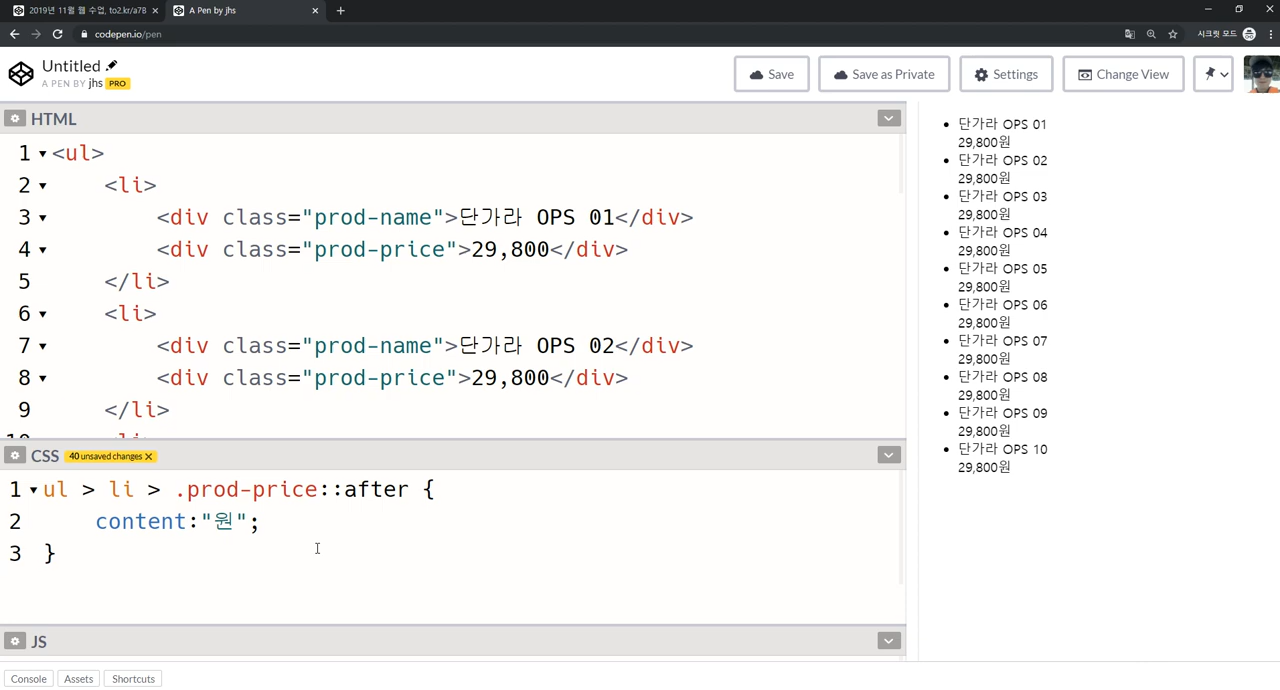 2019년 11월 웹 수업, to2.kr/a7B
A Pen by jhs
codepen.io/pen
시크릿 모드
Untitled
A PEN BY jhs PRO
Save
Save as Private
Settings
Change View
HTML
1 <ul>
2 <li>
3 <div class="prod-name">단가라 OPS 01</div>
4 <div class="prod-price">29,800</div>
5 </li>
6 <li>
7 <div class="prod-name">단가라 OPS 02</div>
8 <div class="prod-price">29,800</div>
9 </li>
10 <li>
CSS 40 unsaved changes X
1 ul > li > .prod-price::after {
2 content:"원";
3 }
JS
Console Assets Shortcuts
• 단가라 OPS 01
29,800원
• 단가라 OPS 02
29,800원
• 단가라 OPS 03
29,800원
• 단가라 OPS 04
29,800원
• 단가라 OPS 05
29,800원
• 단가라 OPS 06
29,800원
• 단가라 OPS 07
29,800원
• 단가라 OPS 08
29,800원
• 단가라 OPS 09
29,800원
• 단가라 OPS 10
29,800원